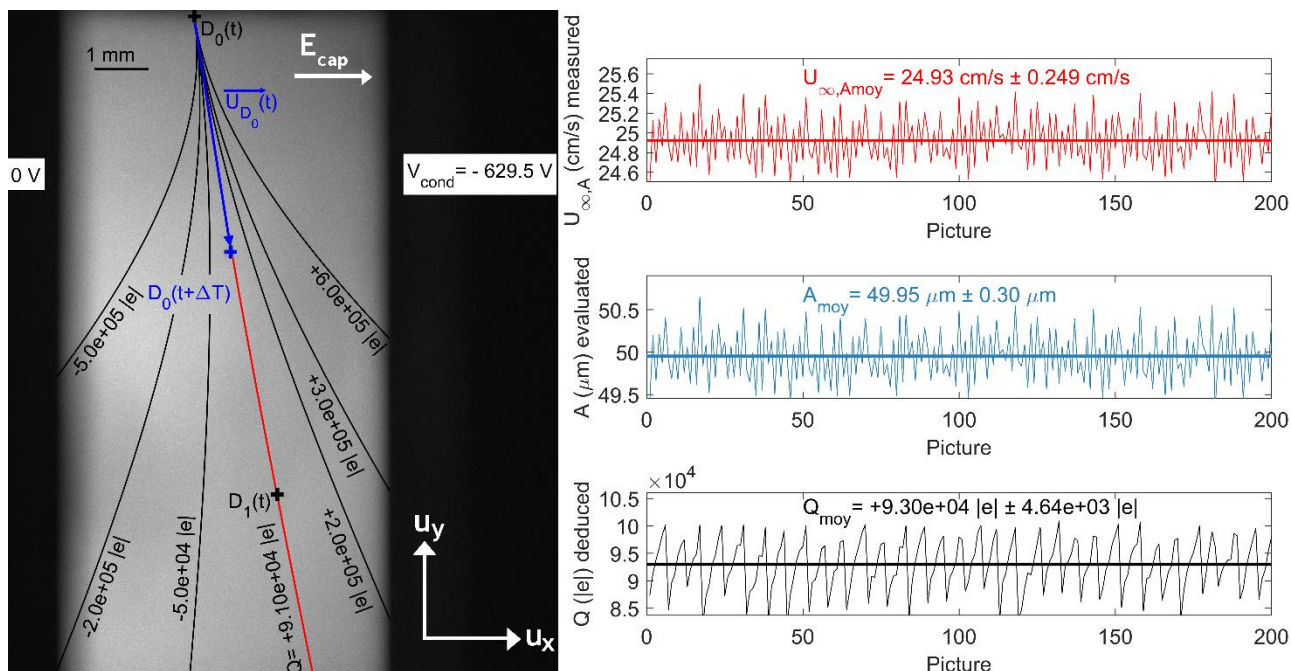 D0(t)
1 mm
Ecap
UD0(t)
0 V
Vcond= - 629.5 V
D0(t+ΔT)
-5.0e+05 |e|
+6.0e+05 |e|
+3.0e+05 |e|
D1(t)
+2.0e+05 |e|
-2.0e+05 |e|
-5.0e+04 |e|
Q = +9.10e+04 |e|
uy
ux
U∞,A (cm/s) measured
25.6
25.4
25.2
25
24.8
24.6
U∞,Amoy = 24.93 cm/s ± 0.249 cm/s
0 50 100 150 200
Picture
A (μm) evaluated
50.5
50
49.5
Amoy = 49.95 μm ± 0.30 μm
0 50 100 150 200
Picture
×10^4
Q (|e|) deduced
10.5
10
9.5
9
8.5
Qmoy = +9.30e+04 |e| ± 4.64e+03 |e|
0 50 100 150 200
Picture